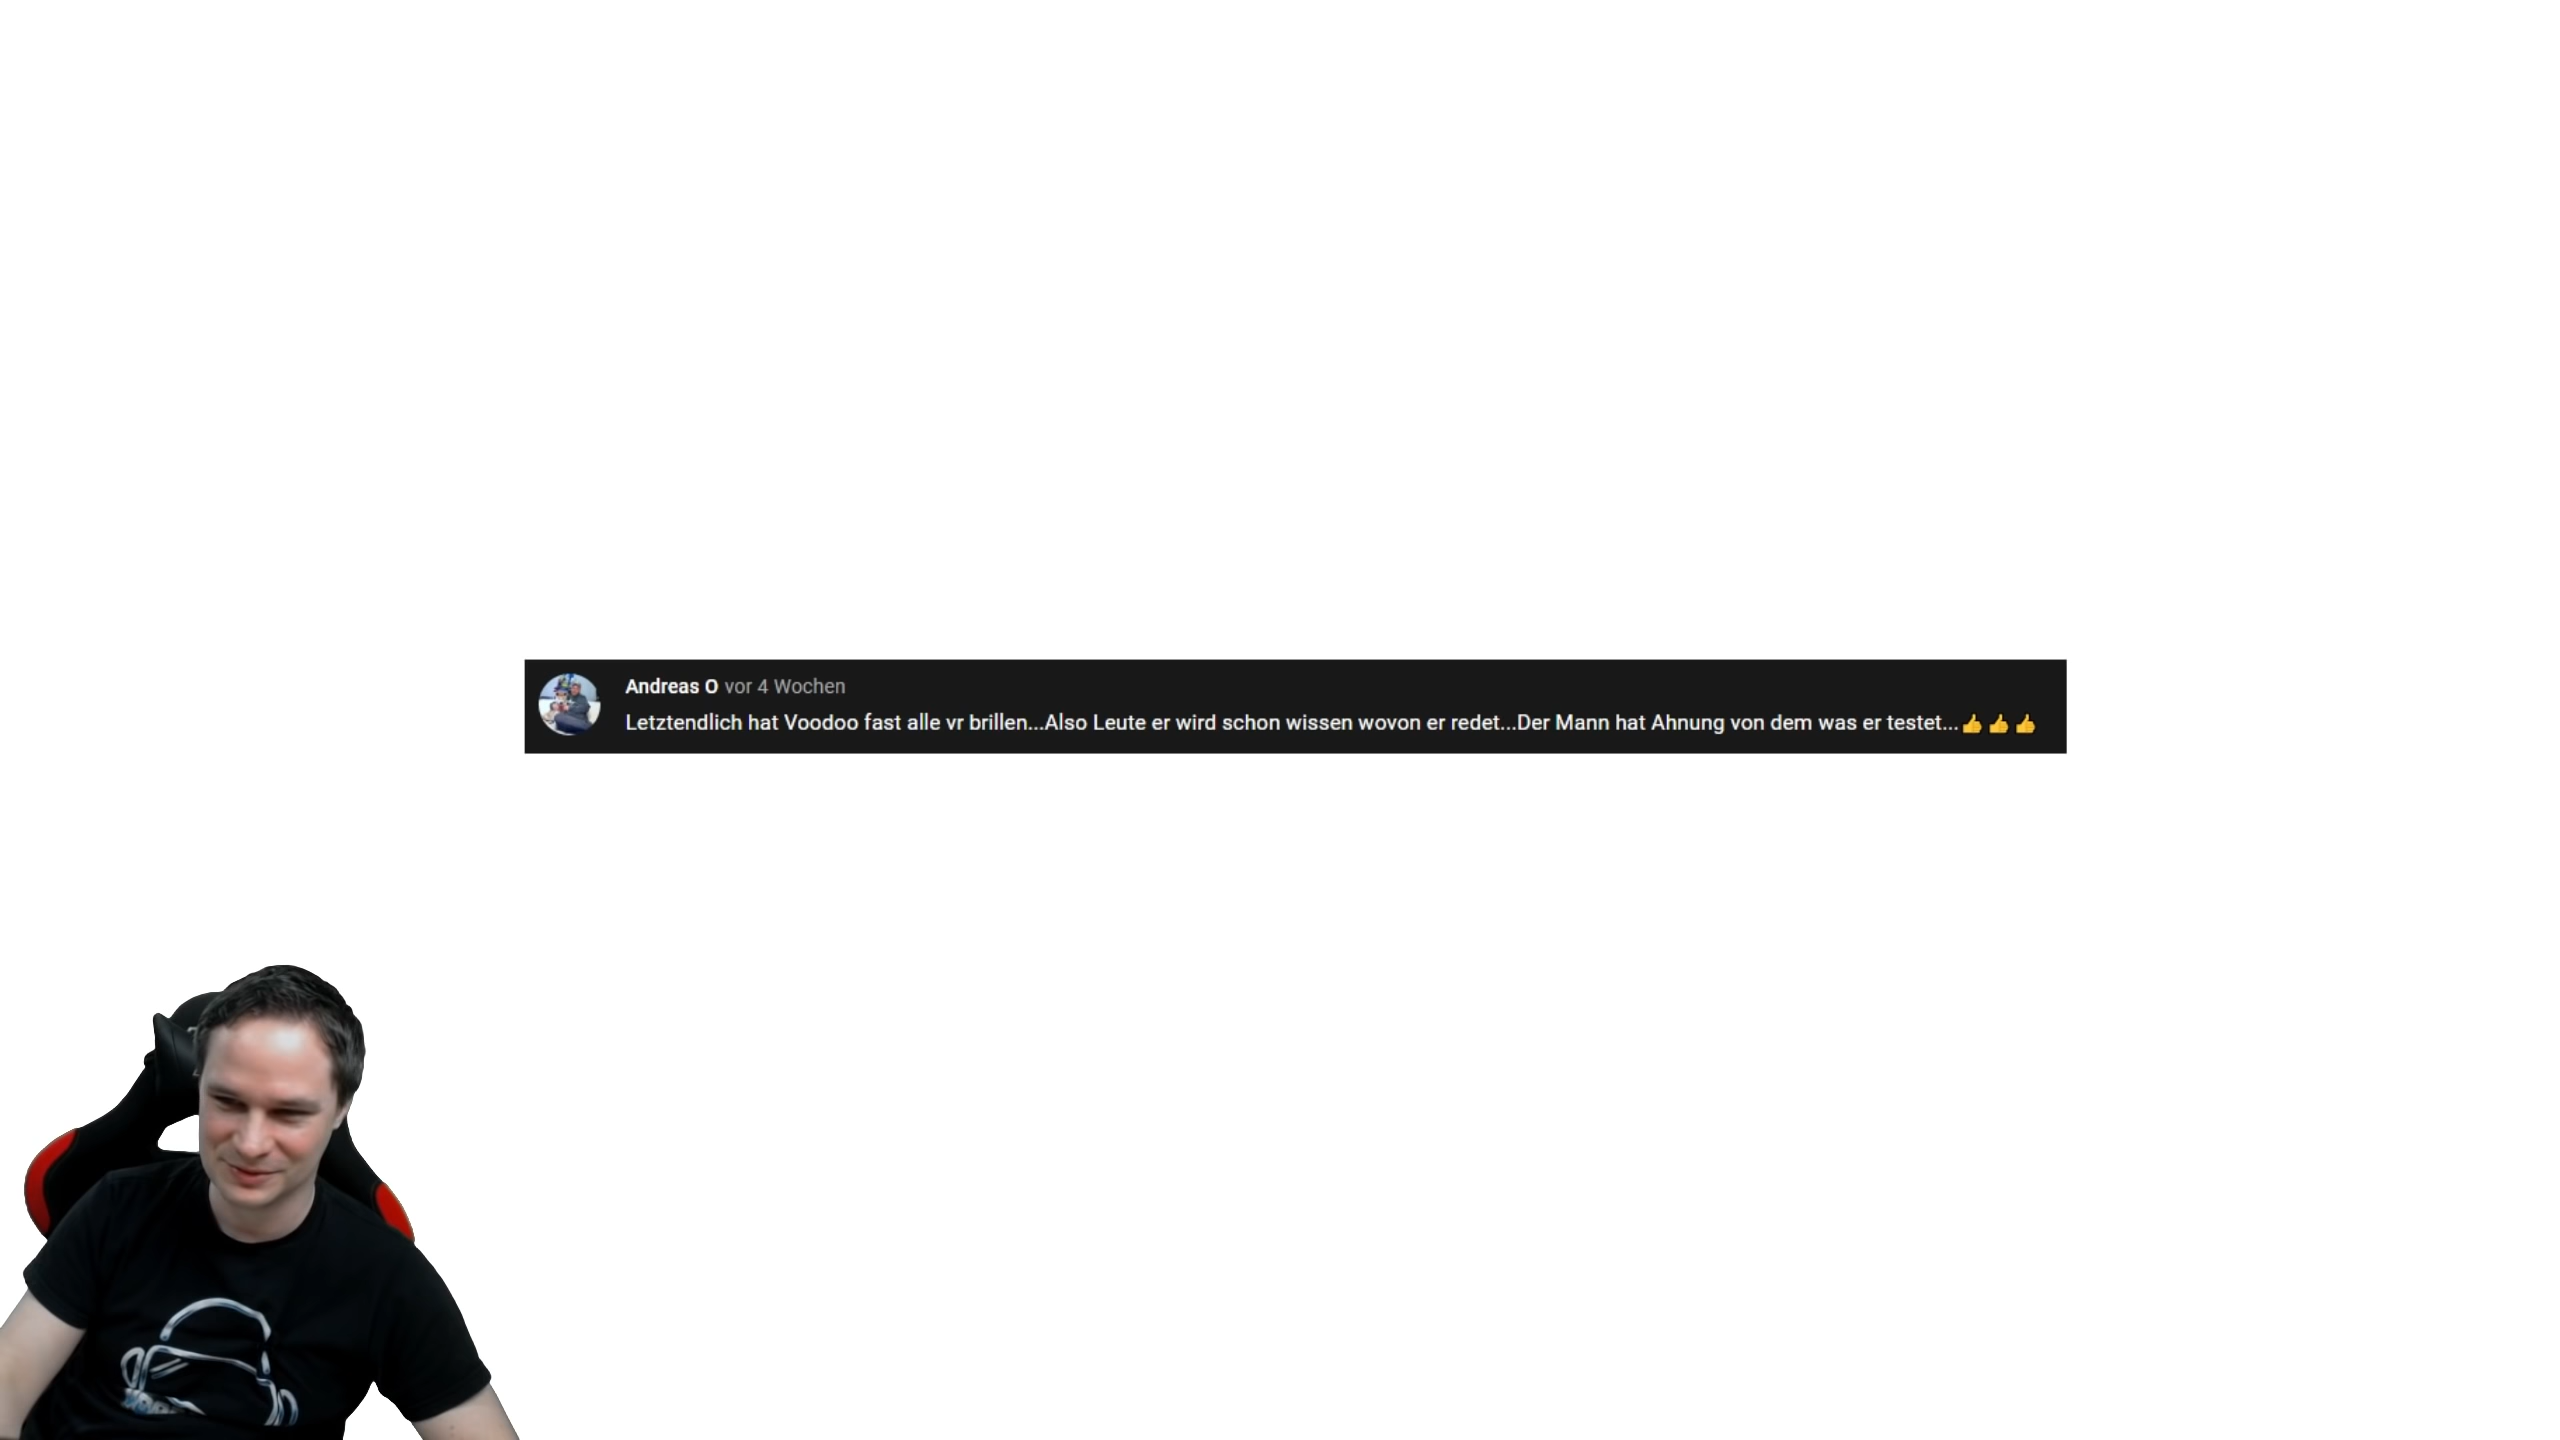 Andreas O vor 4 Wochen
Letztendlich hat Voodoo fast alle vr brillen...Also Leute er wird schon wissen wovon er redet...Der Mann hat Ahnung von dem was er testet...👍👍👍